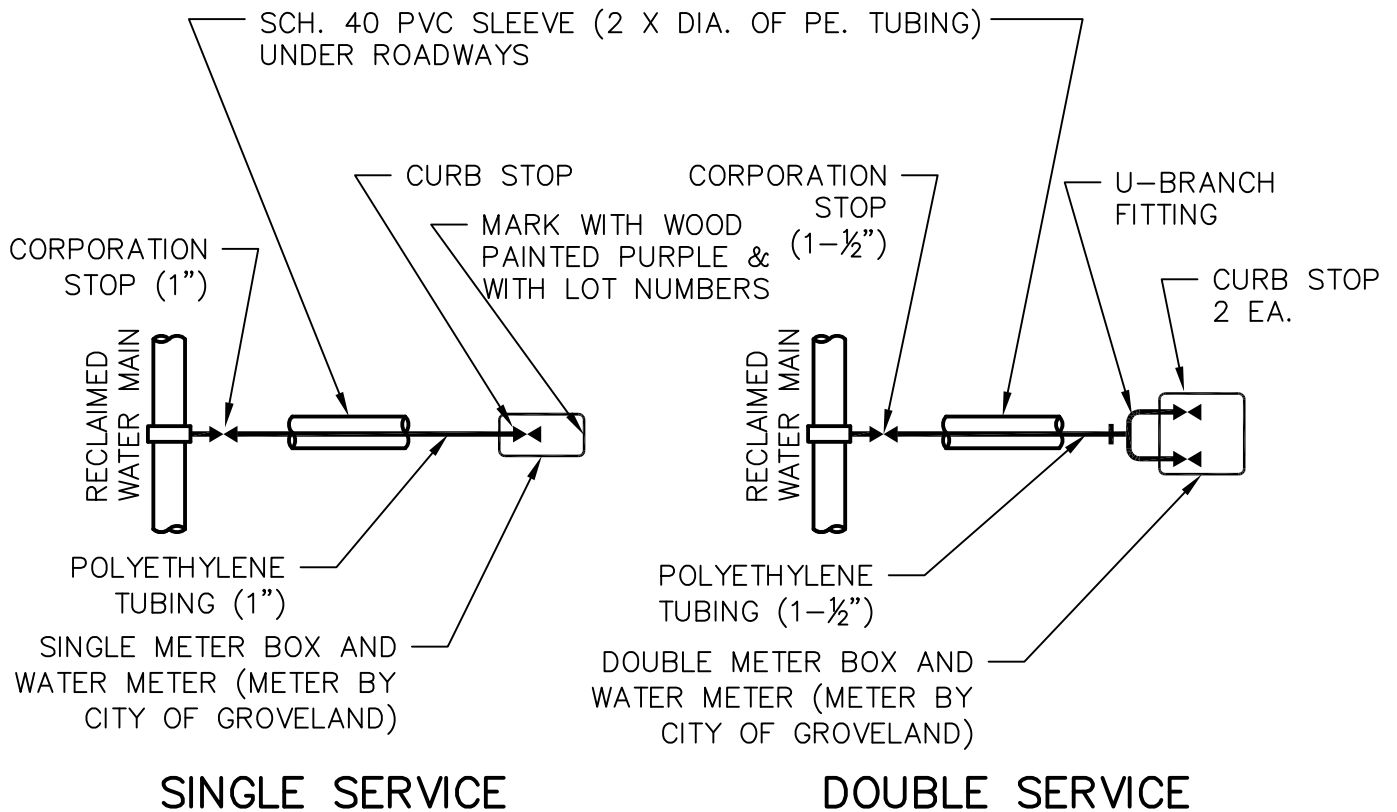 SCH. 40 PVC SLEEVE (2 X DIA. OF PE. TUBING)
UNDER ROADWAYS
CURB STOP
MARK WITH WOOD
PAINTED PURPLE &
WITH LOT NUMBERS
CORPORATION
STOP (1”)
RECLAIMED
WATER MAIN
POLYETHYLENE
TUBING (1”)
SINGLE METER BOX AND
WATER METER (METER BY
CITY OF GROVELAND)
SINGLE SERVICE
CORPORATION
STOP
(1–½”)
U–BRANCH
FITTING
CURB STOP
2 EA.
RECLAIMED
WATER MAIN
POLYETHYLENE
TUBING (1–½”)
DOUBLE METER BOX AND
WATER METER (METER BY
CITY OF GROVELAND)
DOUBLE SERVICE